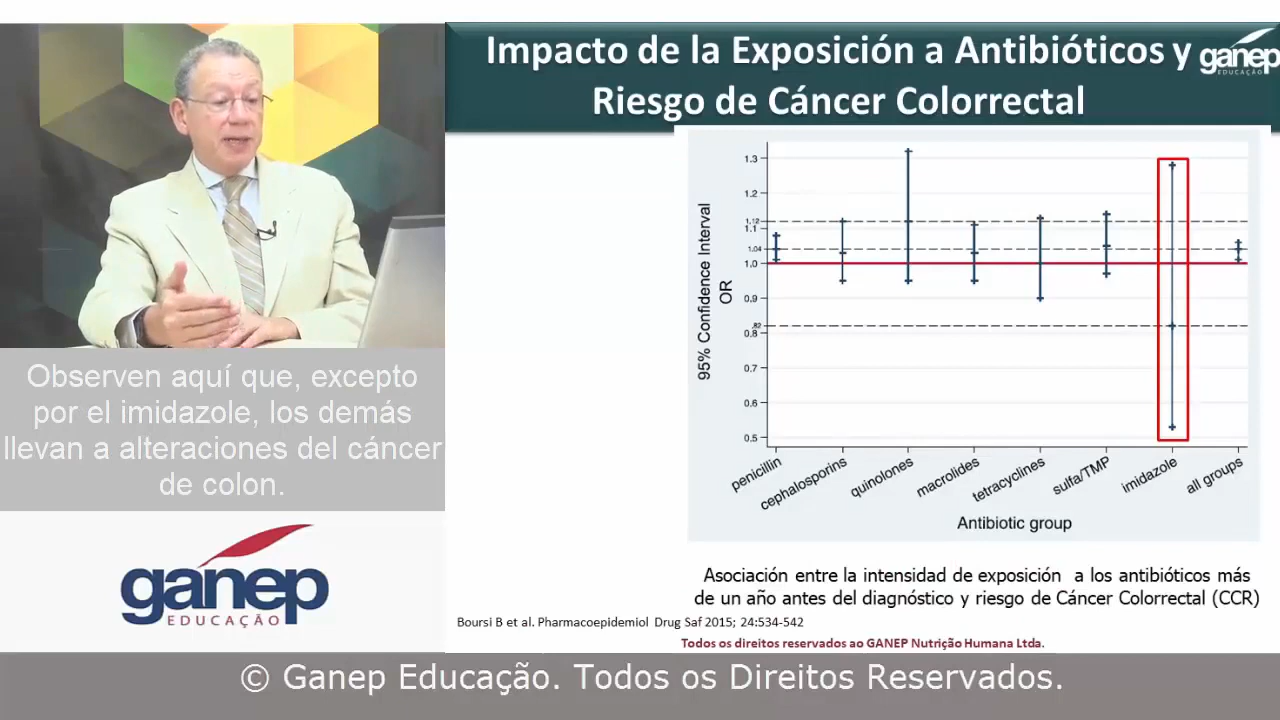 Impacto de la Exposición a Antibióticos y
Riesgo de Cáncer Colorrectal
ganep
EDUCAÇÃO
95% Confidence Interval
OR
1.3
1.2
1.12
1.1
1.04
1.0
0.9
.82
0.8
0.7
0.6
0.5
penicillin
cephalosporins
quinolones
macrolides
tetracyclines
sulfa/TMP
imidazole
all groups
Antibiotic group
Observen aquí que, excepto
por el imidazole, los demás
llevan a alteraciones del cáncer
de colon.
ganep
EDUCAÇÃO
Asociación entre la intensidad de exposición a los antibióticos más
de un año antes del diagnóstico y riesgo de Cáncer Colorrectal (CCR)
Boursi B et al. Pharmacoepidemiol Drug Saf 2015; 24:534-542
Todos os direitos reservados ao GANEP Nutrição Humana Ltda.
© Ganep Educação. Todos os Direitos Reservados.